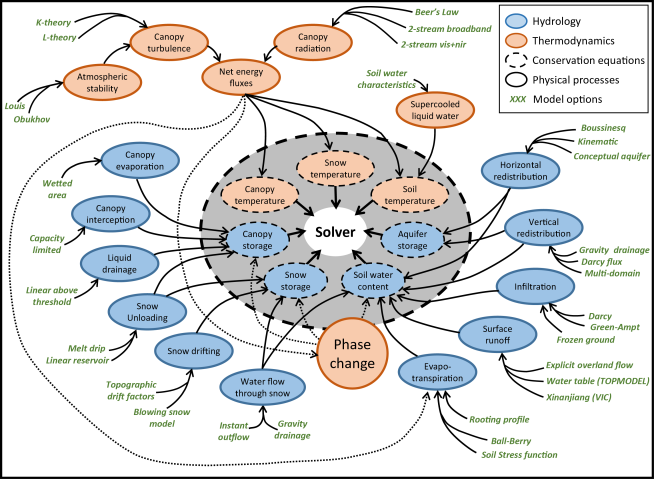 K-theory
L-theory
Canopy
turbulence
Canopy
radiation
Beer's Law
2-stream broadband
2-stream vis+nir
Hydrology
Thermodynamics
Conservation equations
Physical processes
XXX Model options
Atmospheric
stability
Net energy
fluxes
Soil water
characteristics
Supercooled
liquid water
Louis
Obukhov
Boussinesq
Kinematic
Conceptual aquifer
Canopy
evaporation
Wetted
area
Snow
temperature
Horizontal
redistribution
Canopy
temperature
Soil
temperature
Canopy
interception
Capacity
limited
Canopy
storage
Solver
Aquifer
storage
Vertical
redistribution
Gravity drainage
Darcy flux
Multi-domain
Liquid
drainage
Linear above
threshold
Snow
storage
Soil water
content
Infiltration
Darcy
Green-Ampt
Frozen ground
Snow
Unloading
Melt drip
Linear reservoir
Phase
change
Surface
runoff
Explicit overland flow
Water table (TOPMODEL)
Xinanjiang (VIC)
Snow drifting
Topographic
drift factors
Blowing snow
model
Water flow
through snow
Instant
outflow
Gravity
drainage
Evapo-
transpiration
Rooting profile
Ball-Berry
Soil Stress function